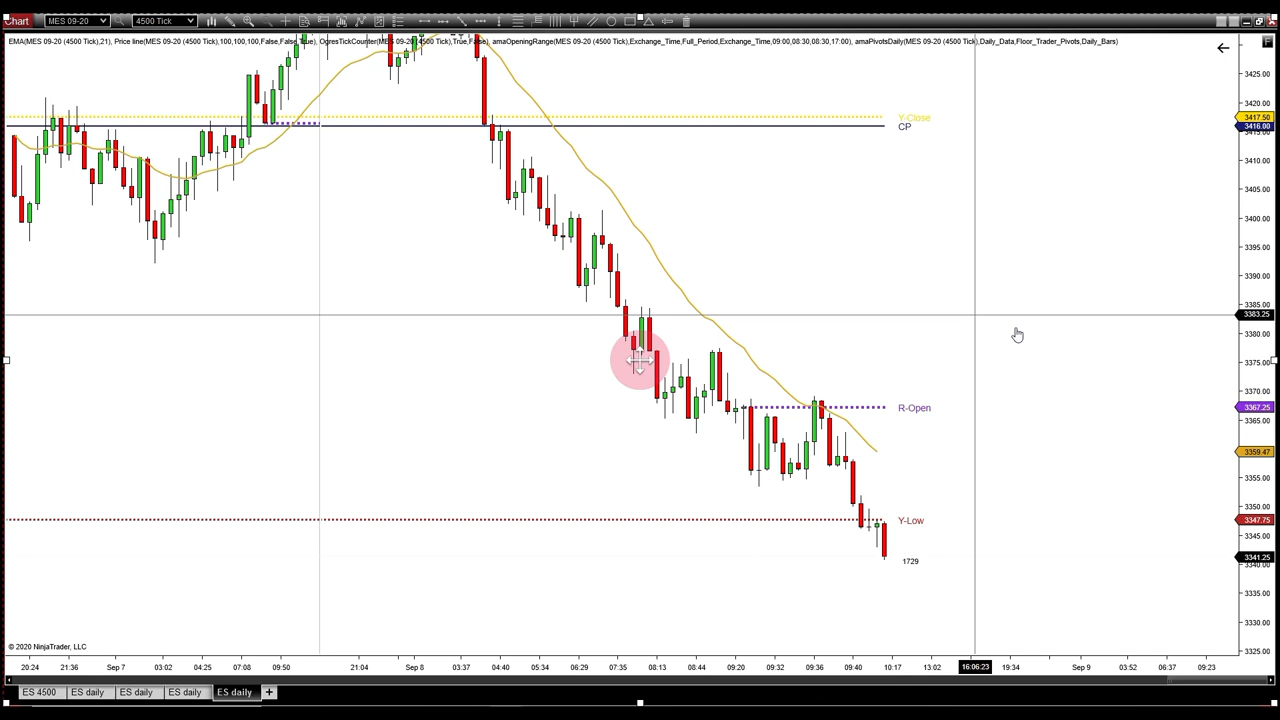 Chart MES 09-20 4500 Tick
EMA(MES 09-20 (4500 Tick),21), Price line(MES 09-20 (4500 Tick),100,100,100,False,False,True), OgresTickCounter(MES 09-20 (4500 Tick),True,False), amaOpeningRange(MES 09-20 (4500 Tick),Exchange_Time,Full_Period,Exchange_Time,09:00,08:30,08:30,17:00), amaPivotsDaily(MES 09-20 (4500 Tick),Daily_Data,Floor_Trader_Pivots,Daily_Bars)
F
3425.00
3420.00
Y-Close 3417.50
CP 3416.00
3410.00
3405.00
3400.00
3395.00
3390.00
3385.00
3383.25
3380.00
3375.00
3370.00
R-Open 3367.25
3365.00
3359.47
3355.00
3350.00
Y-Low 3347.75
3345.00
3341.25
1729
3340.00
3335.00
3330.00
3325.00
© 2020 NinjaTrader, LLC
20:24 21:36 Sep 7 03:02 04:25 07:08 09:50 21:04 Sep 8 03:37 04:40 05:34 06:29 07:35 08:13 08:44 09:20 09:32 09:36 09:40 10:17 13:02 16:06:23 19:34 Sep 9 03:52 06:37 09:23
ES 4500 ES daily ES daily ES daily ES daily +